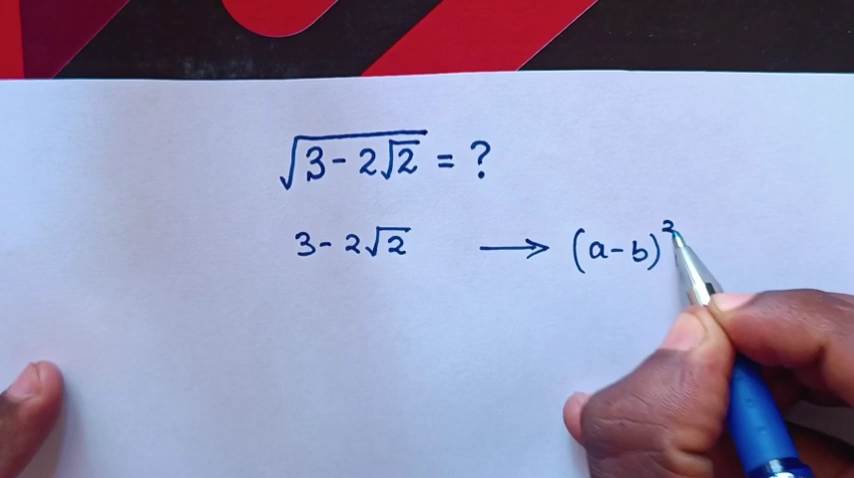 √(3 - 2√2) = ?
3 - 2√2 ⟶ (a - b)²